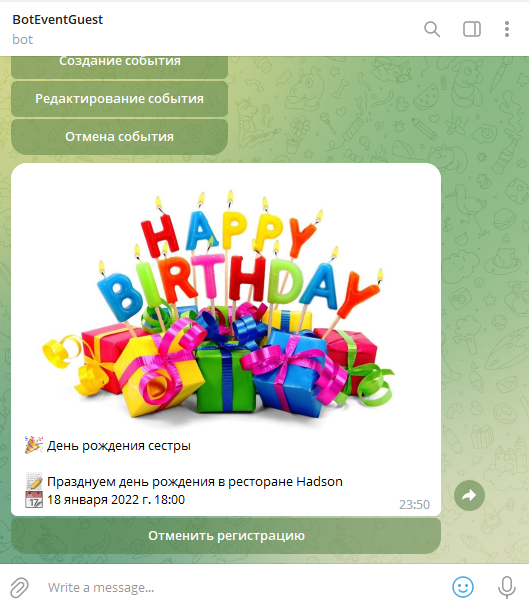 BotEventGuest
bot
Создание события
Редактирование события
Отмена события
HAPPY
BIRTHDAY
🎉 День рождения сестры
📝 Празднуем день рождения в ресторане Hadson
📅 18 января 2022 г. 18:00
23:50
Отменить регистрацию
Write a message...